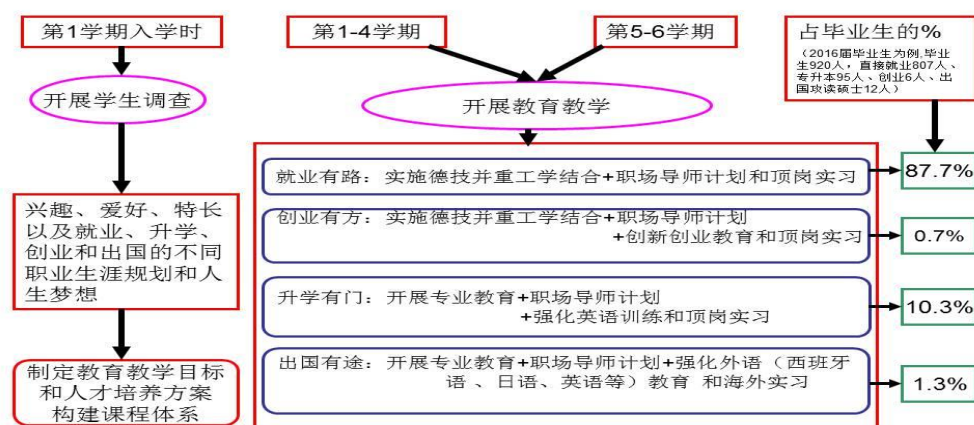 第1学期入学时
开展学生调查
兴趣、爱好、特长
以及就业、升学、
创业和出国的不同
职业生涯规划和人
生梦想
制定教育教学目标
和人才培养方案
构建课程体系
第1-4学期
第5-6学期
开展教育教学
就业有路：实施德技并重工学结合+职场导师计划和顶岗实习
创业有方：实施德技并重工学结合+职场导师计划
+创新创业教育和顶岗实习
升学有门：开展专业教育+职场导师计划
+强化英语训练和顶岗实习
出国有途：开展专业教育+职场导师计划+强化外语（西班牙
语 、日语、英语等）教育 和海外实习
占毕业生的%
（2016届毕业生为例,毕业
生920人，直接就业807人、
专升本95人、创业6人、出
国攻读硕士12人）
87.7%
0.7%
10.3%
1.3%